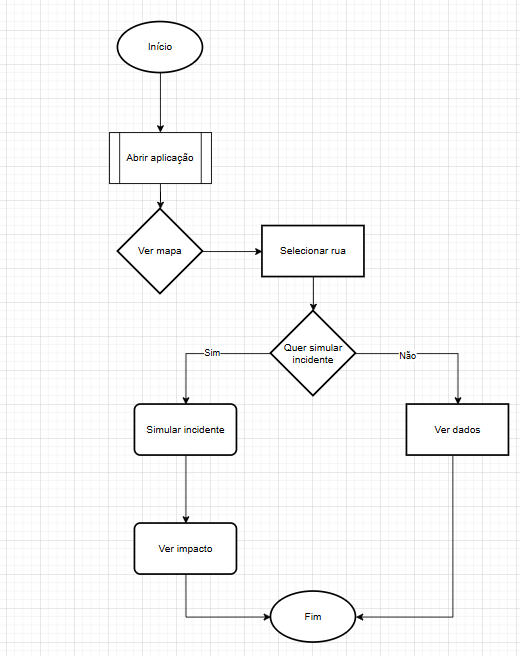 Início
Abrir aplicação
Ver mapa
Selecionar rua
Quer simular
incidente
Sim
Não
Simular incidente
Ver dados
Ver impacto
Fim